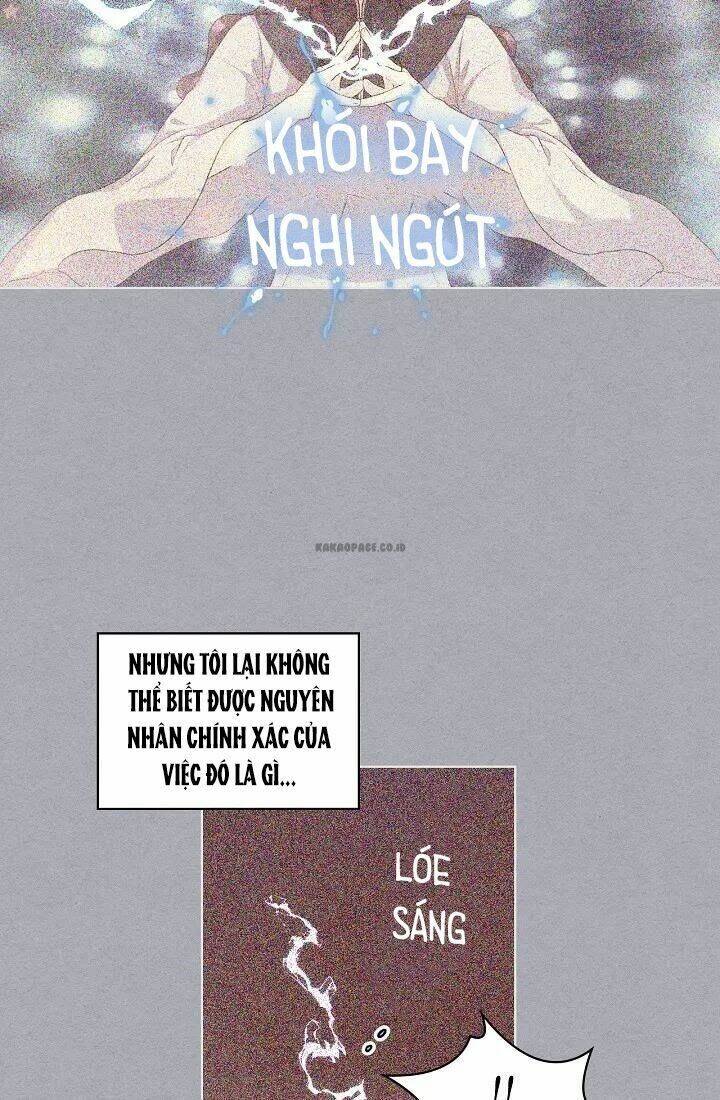 KHÓI BAY
NGHI NGÚT
KAKAOPAGE.CO.ID
NHƯNG TÔI LẠI KHÔNG
THỂ BIẾT ĐƯỢC NGUYÊN
NHÂN CHÍNH XÁC CỦA
VIỆC ĐÓ LÀ GÌ...
LÓE
SÁNG